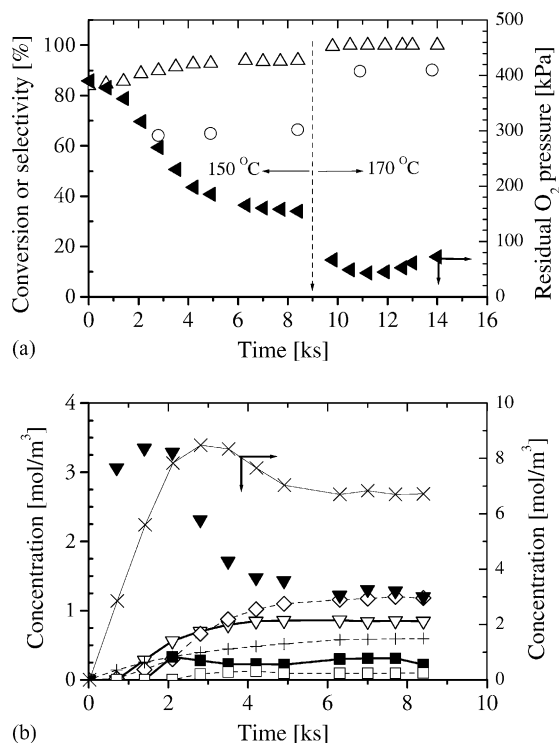 Conversion or selectivity [%]
100
80
60
40
20
0
150 °C
170 °C
500
400
300
200
100
0
Residual O2 pressure [kPa]
0 2 4 6 8 10 12 14 16
Time [ks]
(a)
Concentration [mol/m³]
4
3
2
1
0
10
8
6
4
2
0
Concentration [mol/m³]
0 2 4 6 8 10
Time [ks]
(b)